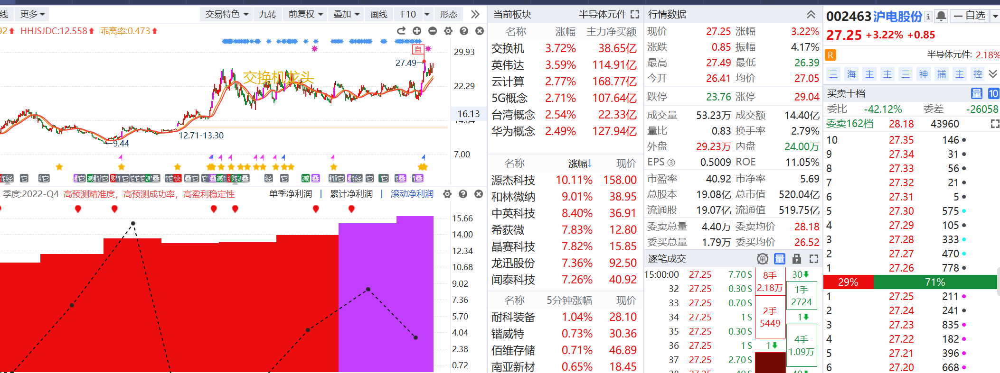 线 更多 交易特色 九转 前复权 叠加 画线 F10 形态
92 HHJSJDC:12.558 乖离率:0.473
29.93
自
27.49
交换机龙头
22.29
16.13
14.64
12.71-13.30
9.44
7.00
季度:2022-Q4 高预测精准度，高预测成功率，高盈利稳定性 单季净利润 累计净利润 滚动净利润
15.66
14.00
12.34
10.68
9.02
7.36
5.70
4.04
2.38
0.72
当前板块 半导体元件
名称 涨幅 主力净买额
交换机 3.72% 38.65亿
英伟达 3.59% 114.91亿
云计算 2.77% 168.77亿
5G概念 2.71% 107.64亿
台湾概念 2.54% 22.33亿
华为概念 2.49% 127.94亿
名称 涨幅↓ 现价
源杰科技 10.11% 158.00
和林微纳 9.01% 38.95
中英科技 8.40% 36.91
希荻微 7.83% 12.80
晶赛科技 7.82% 15.85
龙迅股份 7.36% 92.50
闻泰科技 7.26% 40.92
名称 5分钟涨幅 现价
耐科装备 1.04% 28.10
锴威特 0.73% 30.36
佰维存储 0.71% 46.89
南亚新材 0.65% 18.45
行情数据
现价 27.25 涨幅 3.22%
涨跌 0.85 振幅 4.17%
最高 27.49 最低 26.39
今开 26.41 均价 27.05
跌停 23.76 涨停 29.04
成交量 53.23万 成交额 14.40亿
量比 0.83 换手率 2.79%
外盘 29.23万 内盘 24.00万
EPS ③ 0.5009 ROE 11.05%
市盈率 40.92 市净率 5.69
总股本 19.08亿 总市值 520.04亿
流通股 19.07亿 流通值 519.75亿
委卖总量 4.40万 委卖均价 28.18
委买总量 1.79万 委买均价 26.52
逐笔成交 单 量
15:00:00 27.25 7.70 S
32 27.25 0.30 S
33 27.25 0.70 S
34 27.25 1 S
35 27.25 0.30 S
36 27.25 1 S
37 27.25 2.70 S
8手
2.18万
2手
5449
1
30
1手
2724
1
4手
1.09万
002463 沪电股份 自选
27.25 +3.22% +0.85
R 半导体元件: 2.18%
三 海 主 主 三 神 捕 主 控
买卖十档 量 10
委比 -42.12% 委差 -26058
委卖162档 28.18 43960
10 27.35 146
9 27.34 31
8 27.33 56
7 27.32 21
6 27.31 5
5 27.30 575
4 27.29 105
3 27.28 333
2 27.27 470
1 27.26 778
29% 71%
1 27.25 211
2 27.24 241
3 27.23 835
4 27.22 182
5 27.21 396
6 27.20 668